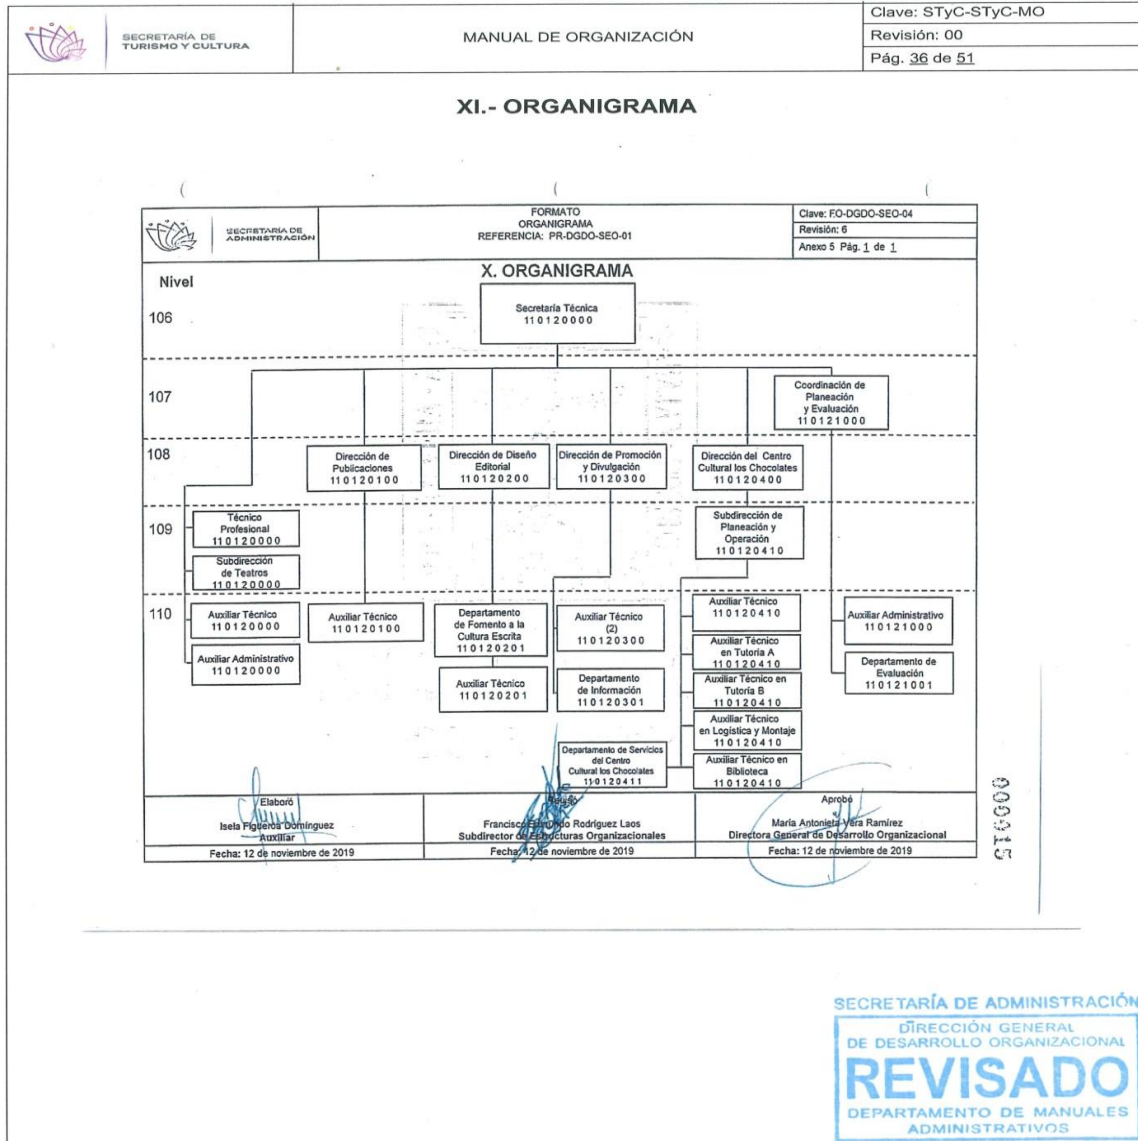 SECRETARÍA DE
TURISMO Y CULTURA
MANUAL DE ORGANIZACIÓN
Clave: STyC-STyC-MO
Revisión: 00
Pág. 36 de 51
XI.- ORGANIGRAMA
SECRETARÍA DE
ADMINISTRACIÓN
FORMATO
ORGANIGRAMA
REFERENCIA: PR-DGDO-SEO-01
Clave: FO-DGDO-SEO-04
Revisión: 6
Anexo 5 Pág. 1 de 1
X. ORGANIGRAMA
Nivel
106
Secretaría Técnica
110120000
107
Coordinación de
Planeación
y Evaluación
110121000
108
Dirección de
Publicaciones
110120100
Dirección de Diseño
Editorial
110120200
Dirección de Promoción
y Divulgación
110120300
Dirección del Centro
Cultural los Chocolates
110120400
109
Técnico
Profesional
110120000
Subdirección
de Teatros
110120000
Subdirección de
Planeación y
Operación
110120410
110
Auxiliar Técnico
110120000
Auxiliar Administrativo
110120000
Auxiliar Técnico
110120100
Departamento
de Fomento a la
Cultura Escrita
110120201
Auxiliar Técnico
110120201
Auxiliar Técnico
(2)
110120300
Departamento
de Información
110120301
Auxiliar Técnico
110120410
Auxiliar Técnico
en Tutoría A
110120410
Auxiliar Técnico en
Tutoría B
110120410
Auxiliar Técnico
en Logística y Montaje
110120410
Auxiliar Técnico en
Biblioteca
110120410
Departamento de Servicios
del Centro
Cultural los Chocolates
110120411
Auxiliar Administrativo
110121000
Departamento de
Evaluación
110121001
Elaboró
Isela Figueroa Domínguez
Auxiliar
Fecha: 12 de noviembre de 2019
Francisco Rodríguez Laos
Subdirector de Estructuras Organizacionales
Fecha: 12 de noviembre de 2019
Aprobó
María Antonieta Vera Ramírez
Directora General de Desarrollo Organizacional
Fecha: 12 de noviembre de 2019
SECRETARÍA DE ADMINISTRACIÓN
DIRECCIÓN GENERAL
DE DESARROLLO ORGANIZACIONAL
REVISADO
DEPARTAMENTO DE MANUALES
ADMINISTRATIVOS